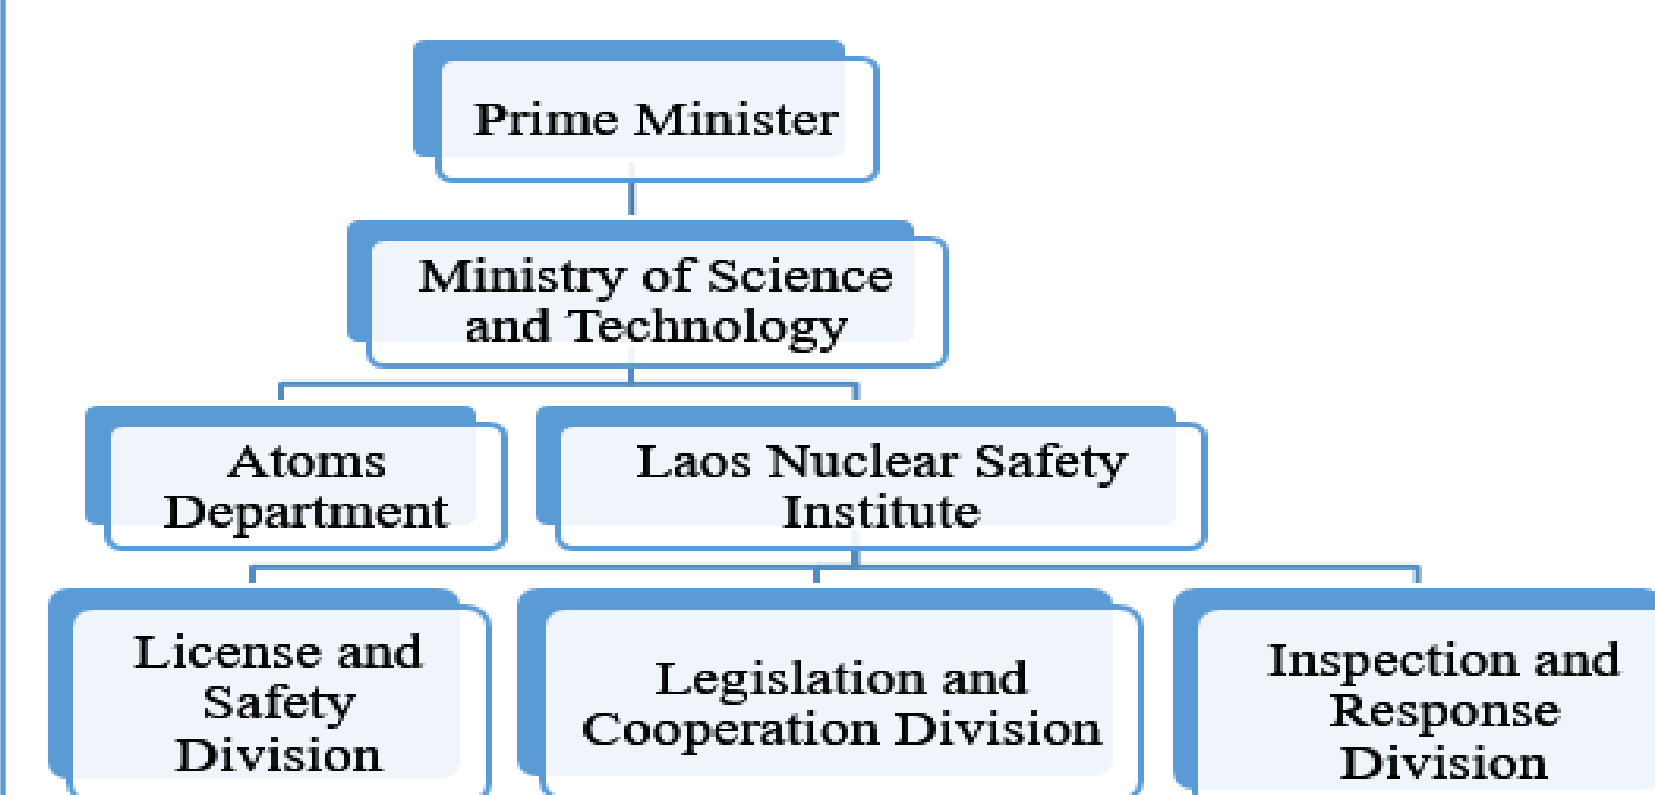 Prime Minister
Ministry of Science
and Technology
Atoms
Department
Laos Nuclear Safety
Institute
License and
Safety
Division
Legislation and
Cooperation Division
Inspection and
Response
Division